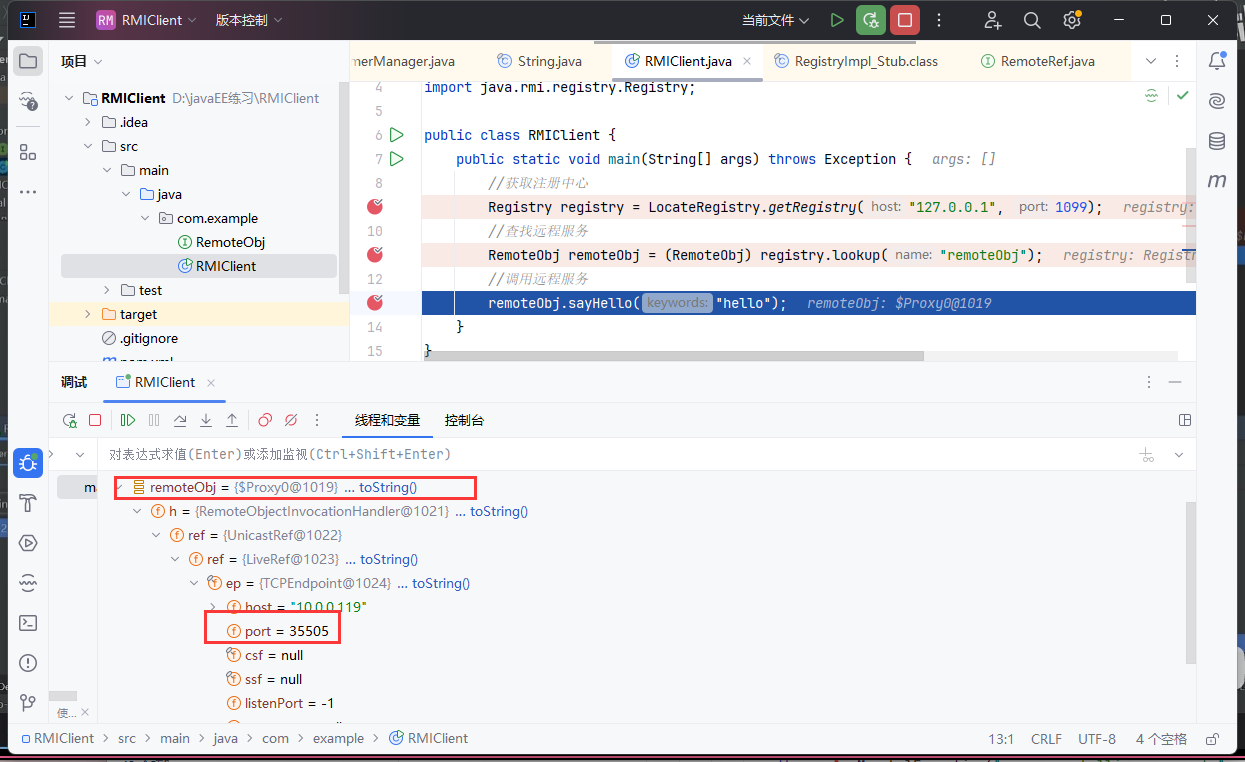 RM RMIClient 版本控制 当前文件
项目
merManager.java String.java RMIClient.java RegistryImpl_Stub.class RemoteRef.java
RMIClient D:\javaEE练习\RMIClient
.idea
src
main
java
com.example
RemoteObj
RMIClient
test
target
.gitignore
pom.xml
4 import java.rmi.registry.Registry;
5
6 public class RMIClient {
7 public static void main(String[] args) throws Exception { args: []
8 //获取注册中心
Registry registry = LocateRegistry.getRegistry( host: "127.0.0.1", port: 1099); registry:
10 //查找远程服务
RemoteObj remoteObj = (RemoteObj) registry.lookup( name: "remoteObj"); registry: Regist
12 //调用远程服务
remoteObj.sayHello( keywords: "hello"); remoteObj: $Proxy0@1019
14 }
15 }
调试 RMIClient
线程和变量 控制台
对表达式求值(Enter)或添加监视(Ctrl+Shift+Enter)
ma
remoteObj = {$Proxy0@1019} ... toString()
h = {RemoteObjectInvocationHandler@1021} ... toString()
ref = {UnicastRef@1022}
ref = {LiveRef@1023} ... toString()
ep = {TCPEndpoint@1024} ... toString()
host = "10.0.0.119"
port = 35505
csf = null
ssf = null
listenPort = -1
使...
RMIClient > src > main > java > com > example > RMIClient
13:1 CRLF UTF-8 4 个空格